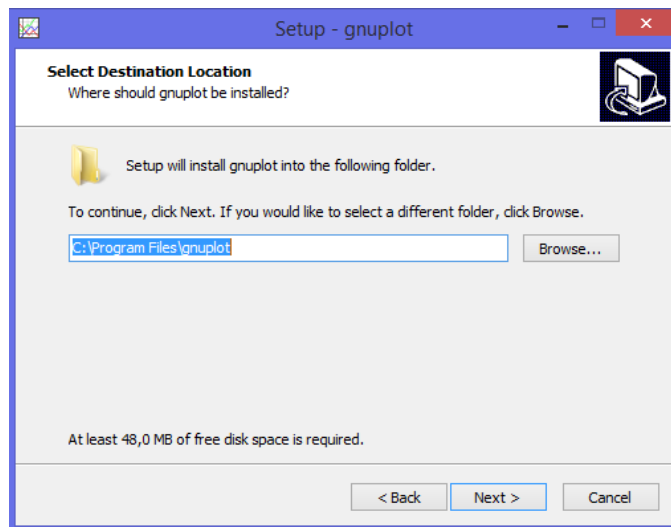 Setup - gnuplot
Select Destination Location
Where should gnuplot be installed?
Setup will install gnuplot into the following folder.
To continue, click Next. If you would like to select a different folder, click Browse.
C:\Program Files\gnuplot
Browse...
At least 48,0 MB of free disk space is required.
< Back
Next >
Cancel